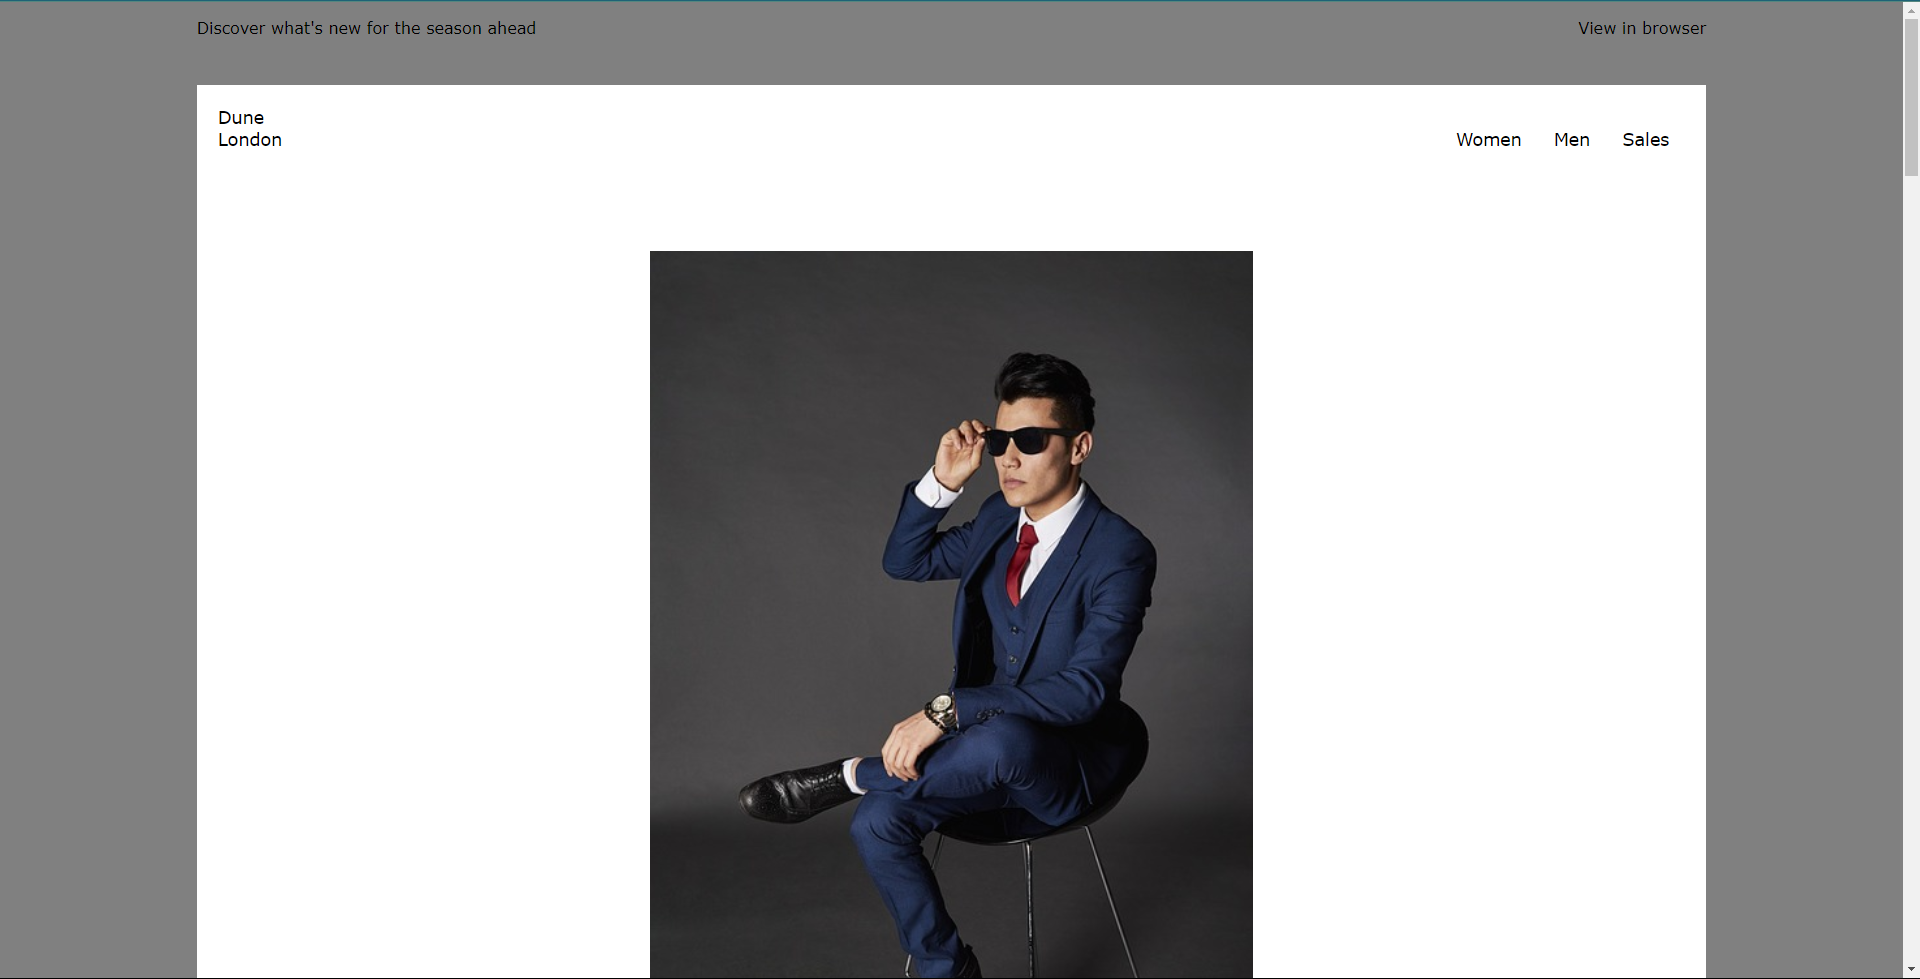 Discover what's new for the season ahead
View in browser
Dune
London
Women
Men
Sales